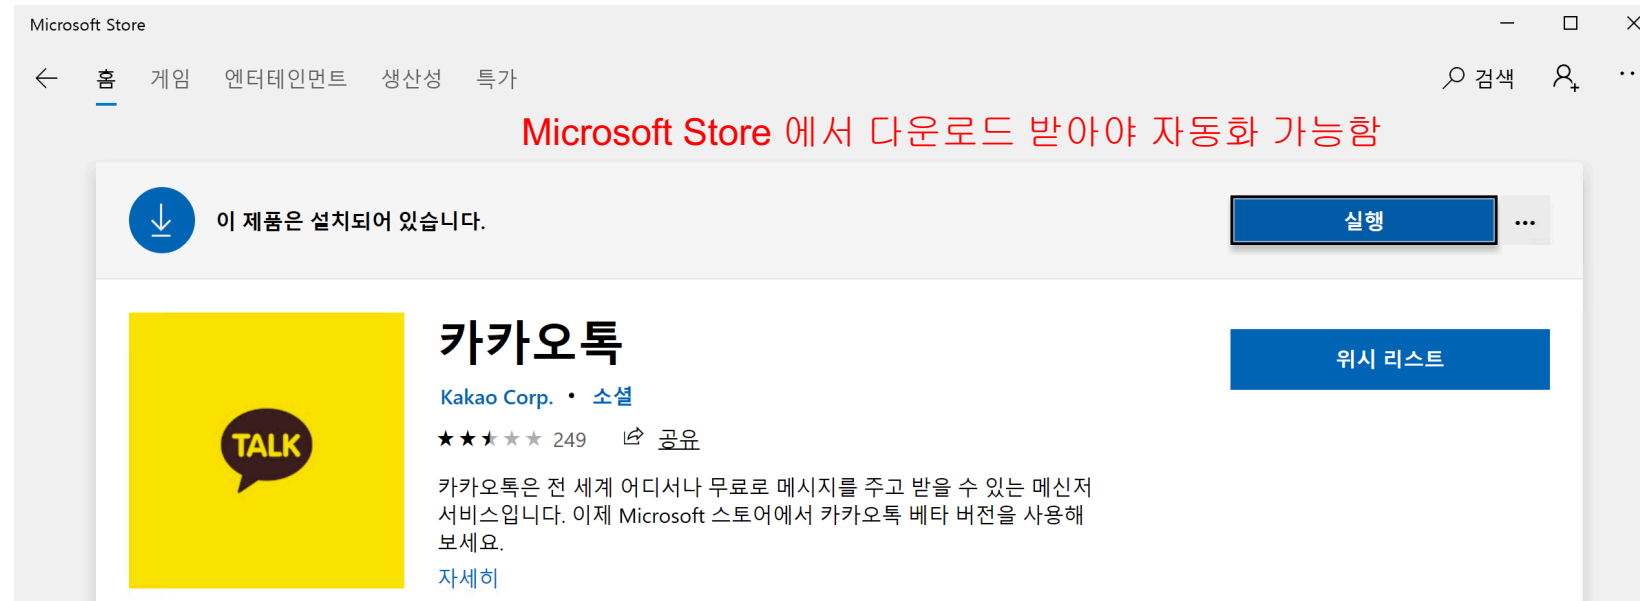 Microsoft Store
홈 게임 엔터테인먼트 생산성 특가 검색
Microsoft Store 에서 다운로드 받아야 자동화 가능함
이 제품은 설치되어 있습니다. 실행 ...
카카오톡
위시 리스트
Kakao Corp. • 소셜
249 공유
TALK
카카오톡은 전 세계 어디서나 무료로 메시지를 주고 받을 수 있는 메신저
서비스입니다. 이제 Microsoft 스토어에서 카카오톡 베타 버전을 사용해
보세요.
자세히